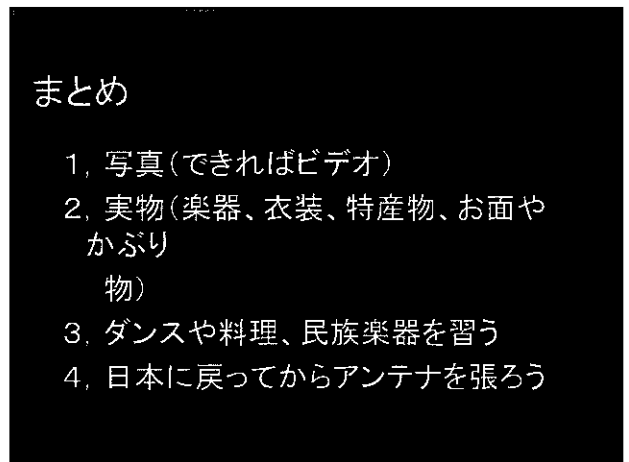 まとめ
1, 写真(できればビデオ)
2, 実物(楽器、衣装、特産物、お面や
かぶり
物)
3, ダンスや料理、民族楽器を習う
4, 日本に戻ってからアンテナを張ろう